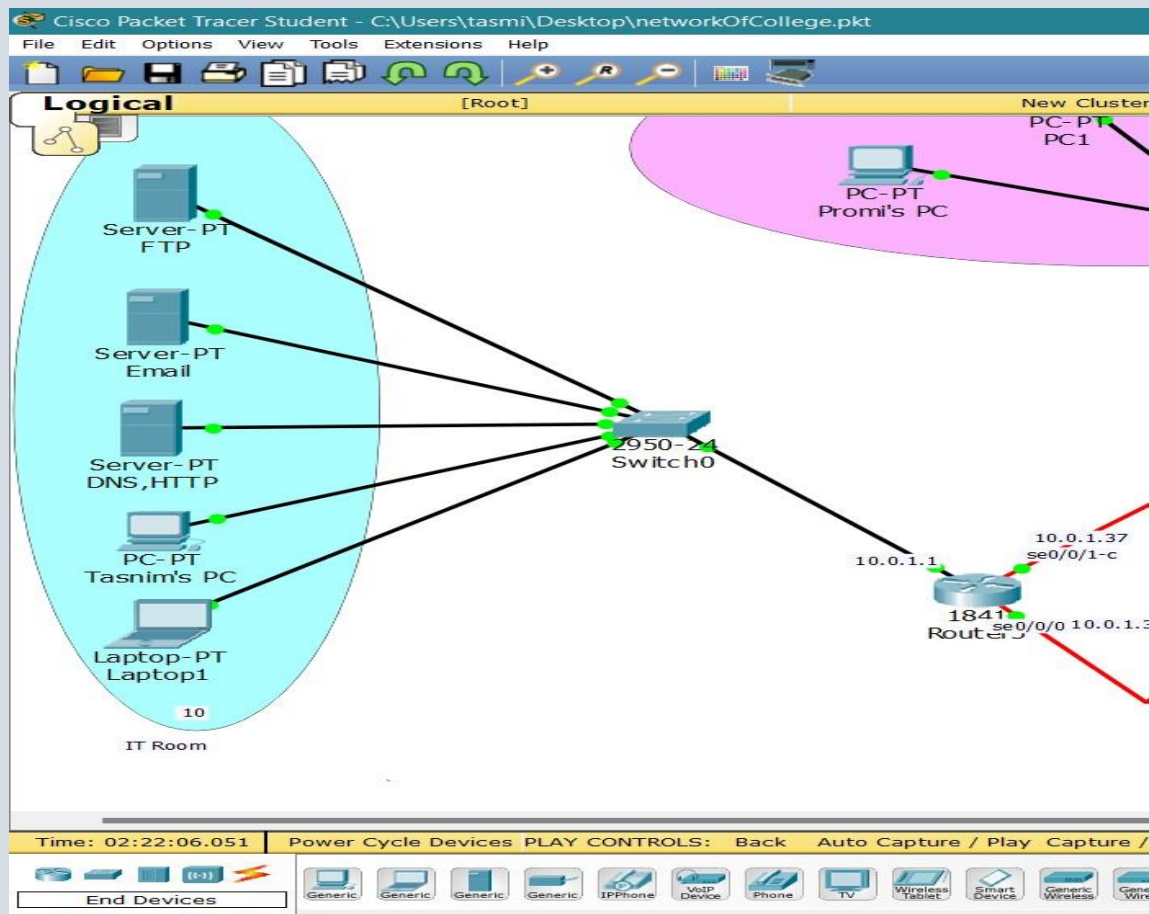 Cisco Packet Tracer Student - C:\Users\tasmi\Desktop\networkOfCollege.pkt
File Edit Options View Tools Extensions Help
Logical [Root] New Cluster
PC-PT
PC1
PC-PT
Promi's PC
Server-PT
FTP
Server-PT
Email
2950-24
Switch0
Server-PT
DNS,HTTP
10.0.1.37
se0/0/1-c
10.0.1.1
PC-PT
Tasnim's PC
1841
se0/0/0 10.0.1.3
Laptop-PT
Laptop1
10
IT Room
Time: 02:22:06.051 Power Cycle Devices PLAY CONTROLS: Back Auto Capture / Play Capture /
Generic Generic Generic Generic IPPhone VoIP Device Phone TV Wireless Tablet Smart Device Generic Wireless
End Devices